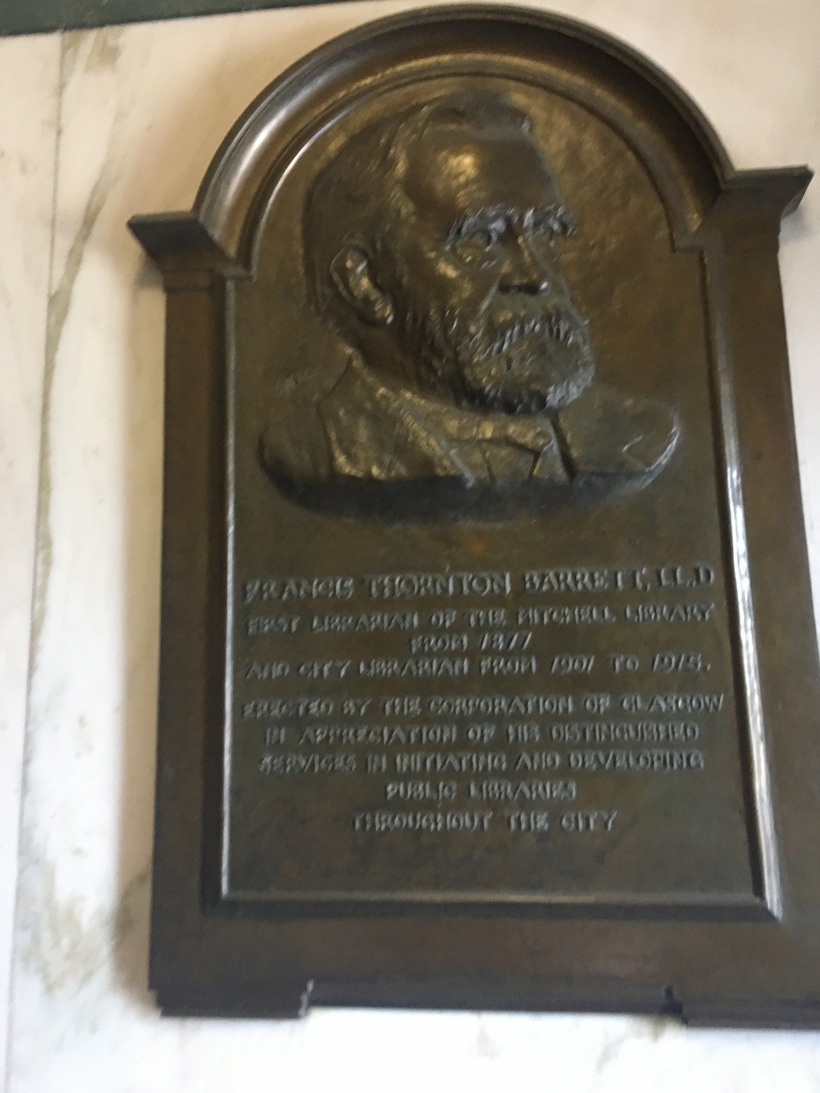 FRANCIS THORNTON BARRETT, LL.D
FIRST LIBRARIAN OF THE MITCHELL LIBRARY
FROM 1877
AND CITY LIBRARIAN FROM 1901 TO 1915.
ERECTED BY THE CORPORATION OF GLASGOW
IN APPRECIATION OF HIS DISTINGUISHED
SERVICES IN INITIATING AND DEVELOPING
PUBLIC LIBRARIES
THROUGHOUT THE CITY